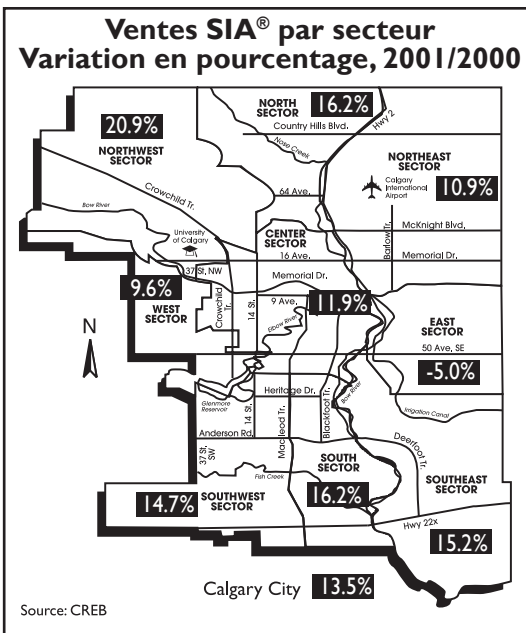 Ventes SIA® par secteur
Variation en pourcentage, 2001/2000
NORTH SECTOR
16.2%
Country Hills Blvd.
Hwy 2
Nose Creek
20.9%
NORTHWEST SECTOR
NORTHEAST SECTOR
Calgary International Airport
10.9%
Crowchild Tr.
64 Ave.
Bow River
University of Calgary
CENTER SECTOR
Barlow Tr.
McKnight Blvd.
16 Ave.
Memorial Dr.
37 St. NW
Memorial Dr.
9.6%
WEST SECTOR
Crowchild Tr.
14 St.
9 Ave.
11.9%
Elbow River
EAST SECTOR
50 Ave, SE
-5.0%
N
Glenmore Reservoir
Heritage Dr.
14 St.
Macleod Tr.
Blackfoot Tr.
Bow River
Irrigation Canal
Anderson Rd.
37 St. SW
Deerfoot Tr.
Fish Creek
SOUTH SECTOR
16.2%
14.7%
SOUTHWEST SECTOR
SOUTHEAST SECTOR
Hwy 22x
15.2%
Calgary City 13.5%
Source: CREB